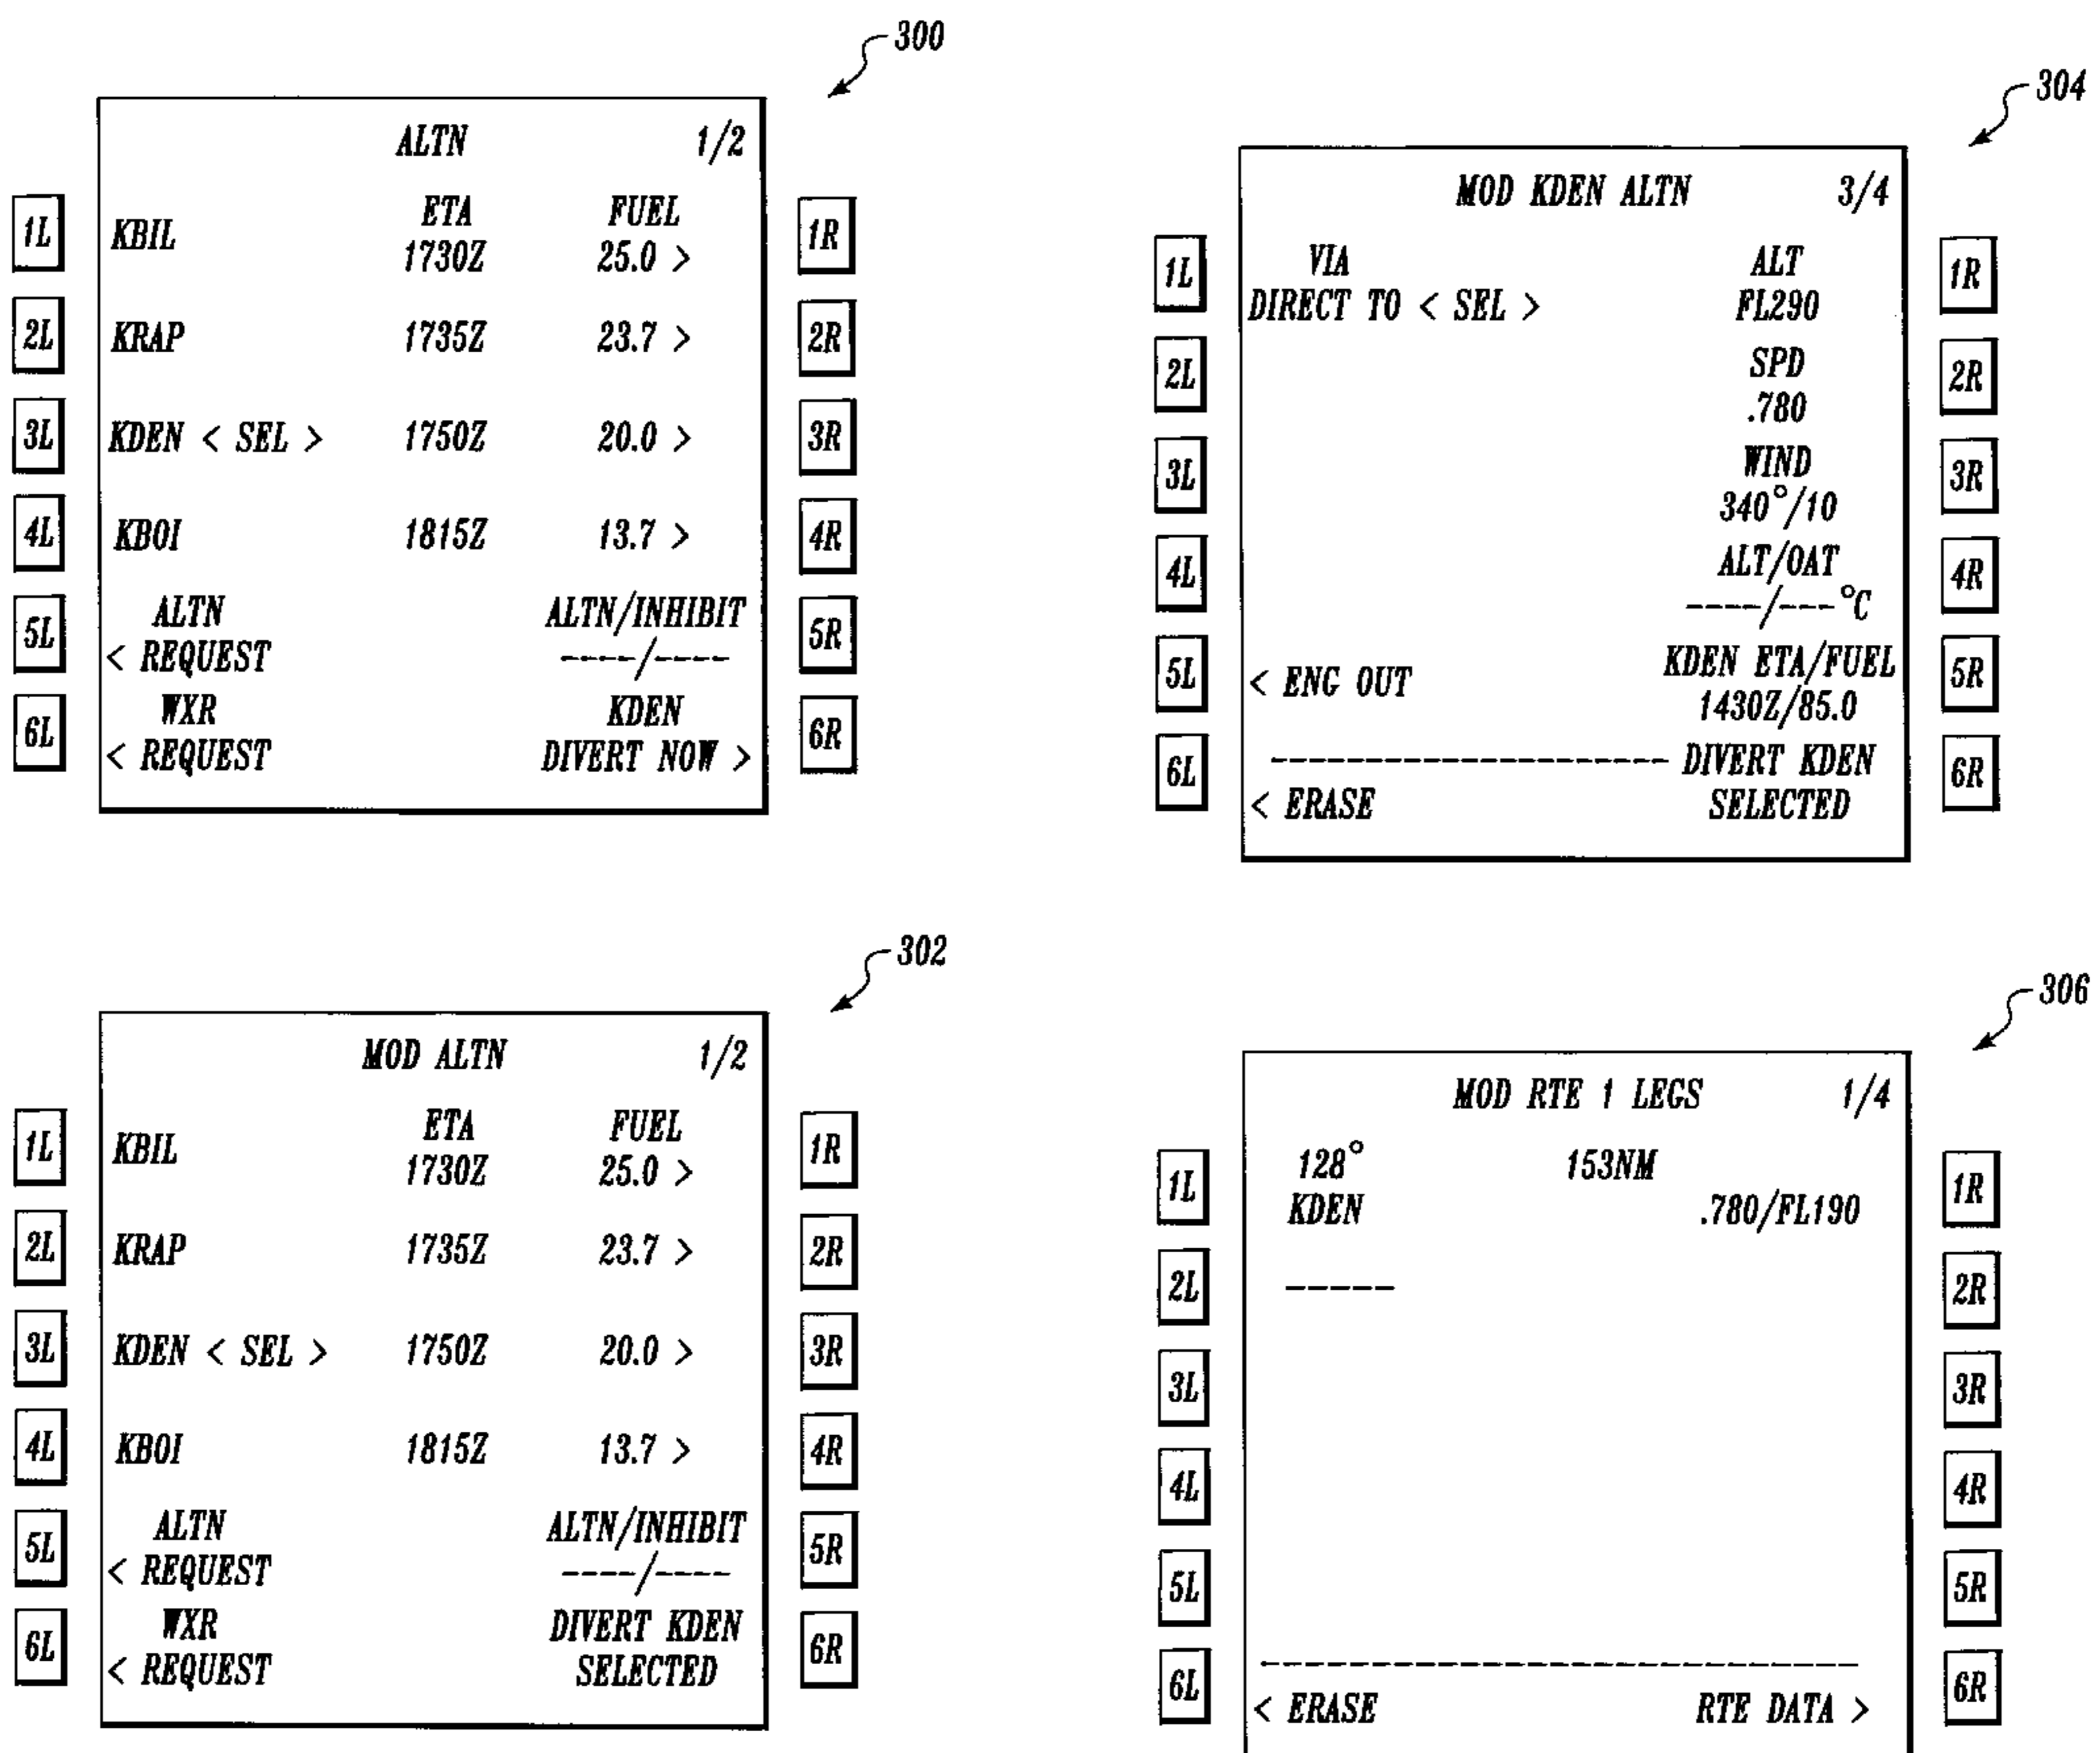 300
ALTN 1/2
1L KBIL ETA FUEL 1R
1730Z 25.0 >
2L KRAP 1735Z 23.7 > 2R
3L KDEN < SEL > 1750Z 20.0 > 3R
4L KBOI 1815Z 13.7 > 4R
5L ALTN ALTN/INHIBIT 5R
< REQUEST ----/----
6L WXR KDEN 6R
< REQUEST DIVERT NOW >
304
MOD KDEN ALTN 3/4
1L VIA ALT 1R
DIRECT TO < SEL > FL290
2L SPD 2R
.780
3L WIND 3R
340°/10
4L ALT/OAT 4R
----/---°C
5L < ENG OUT KDEN ETA/FUEL 5R
1430Z/85.0
6L --------------------- DIVERT KDEN 6R
< ERASE SELECTED
302
MOD ALTN 1/2
1L KBIL ETA FUEL 1R
1730Z 25.0 >
2L KRAP 1735Z 23.7 > 2R
3L KDEN < SEL > 1750Z 20.0 > 3R
4L KBOI 1815Z 13.7 > 4R
5L ALTN ALTN/INHIBIT 5R
< REQUEST ----/----
6L WXR DIVERT KDEN 6R
< REQUEST SELECTED
306
MOD RTE 1 LEGS 1/4
1L 128° 153NM 1R
KDEN .780/FL190
2L ----- 2R
3L 3R
4L 4R
5L 5R
6L -------------------------------- 6R
< ERASE RTE DATA >